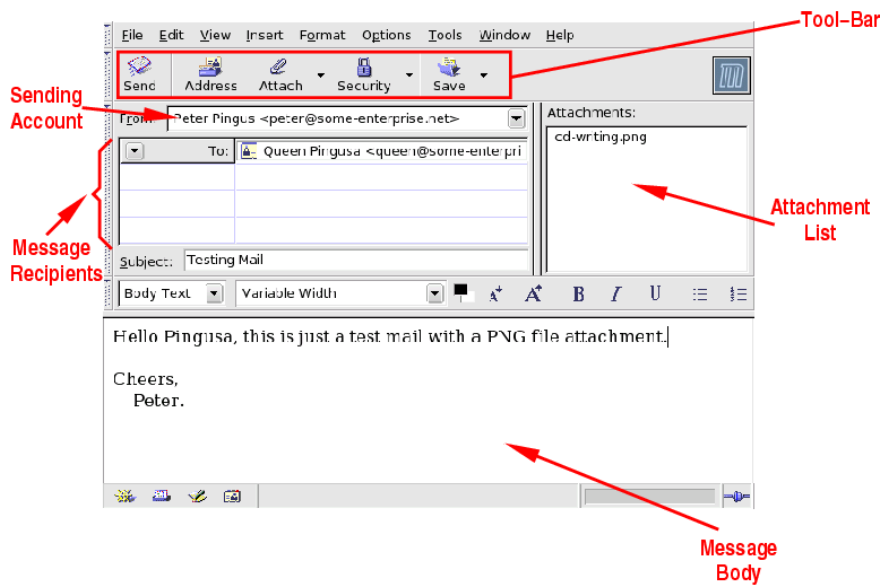 Tool-Bar
File Edit View Insert Format Options Tools Window Help
Send Address Attach Security Save
Sending
Account
From: Peter Pingus <peter@some-enterprise.net>
Attachments:
To: Queen Pingusa <queen@some-enterpri
cd-writing.png
Attachment
List
Message
Recipients
Subject: Testing Mail
Body Text Variable Width A A B I U
Hello Pingusa, this is just a test mail with a PNG file attachment.
Cheers,
Peter.
Message
Body